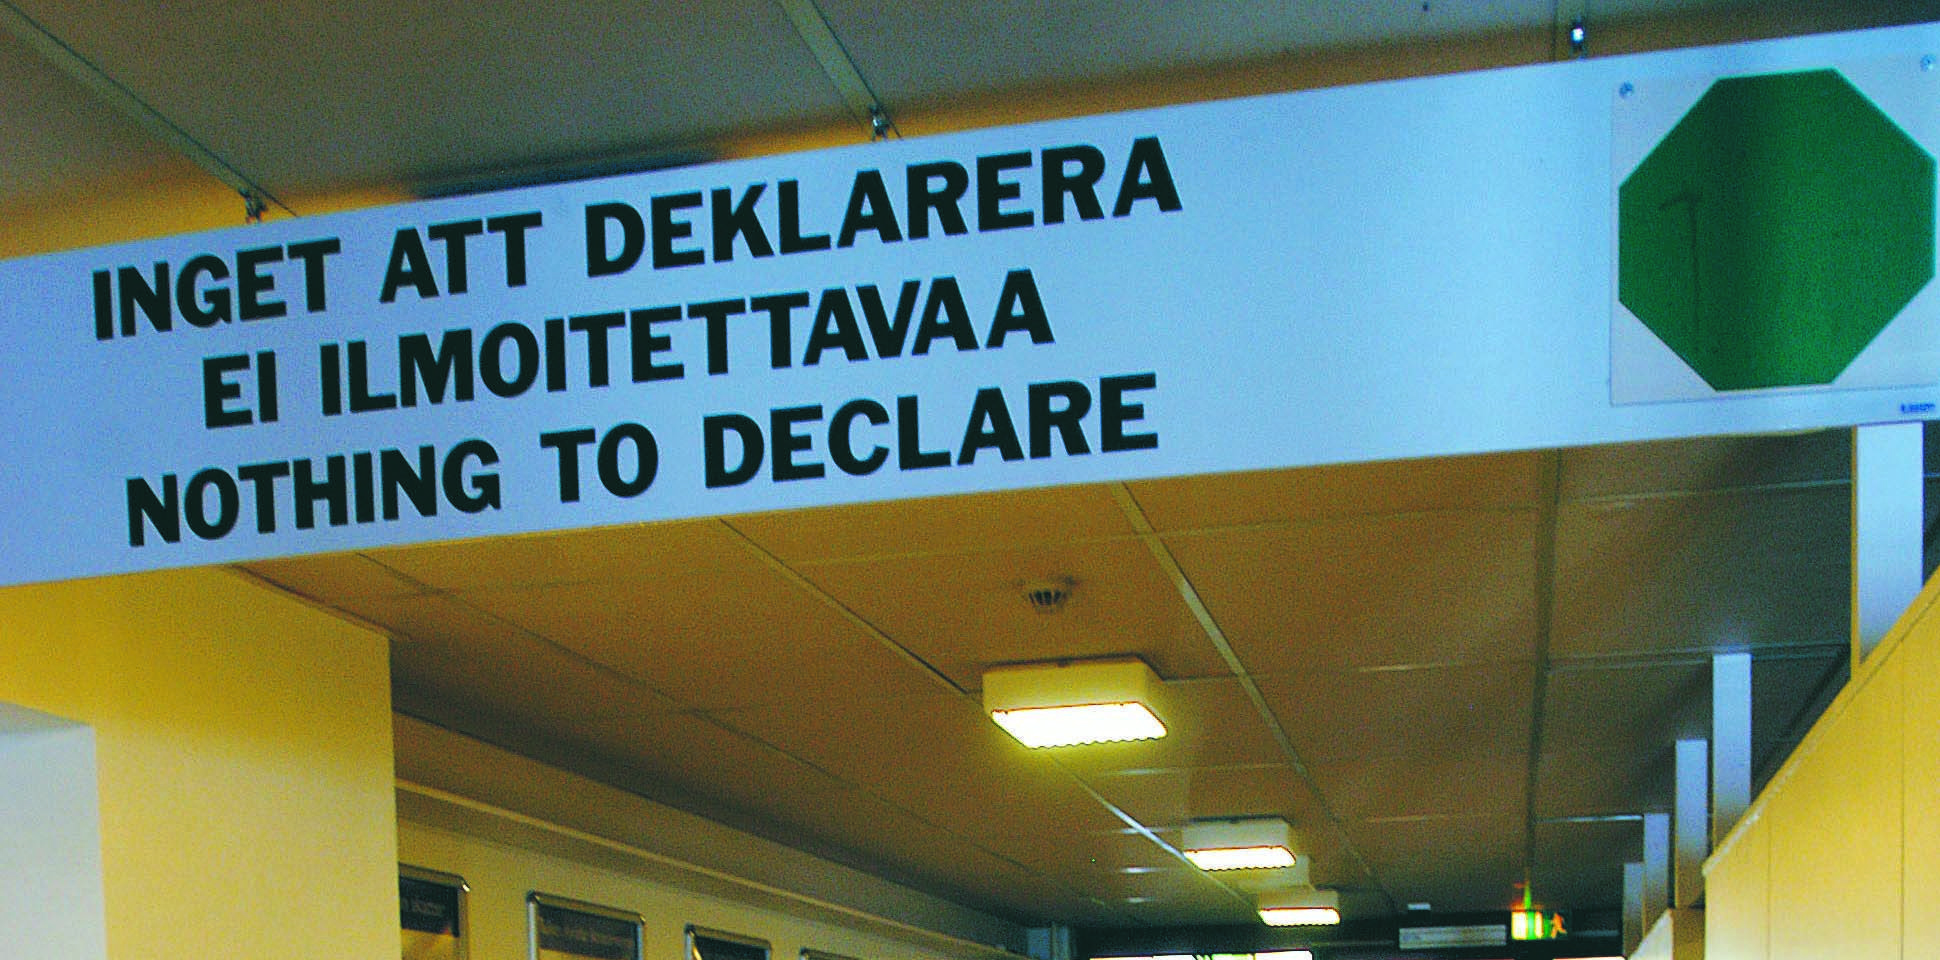 INGET ATT DEKLARERA
EI ILMOITETTAVAA
NOTHING TO DECLARE